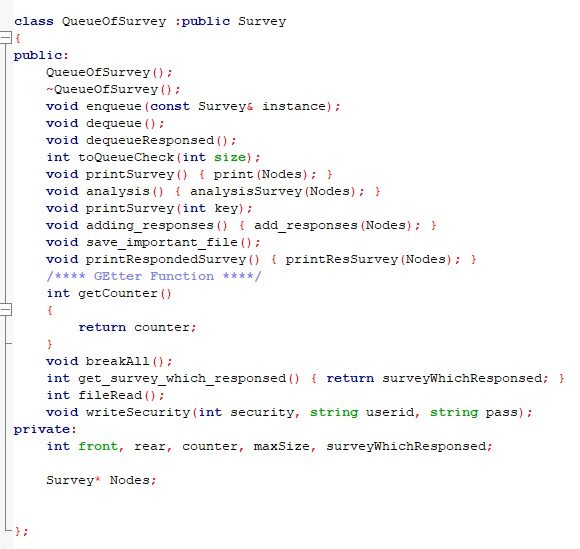 class QueueOfSurvey :public Survey
{
public:
    QueueOfSurvey();
    ~QueueOfSurvey();
    void enqueue(const Survey& instance);
    void dequeue();
    void dequeueResponsed();
    int toQueueCheck(int size);
    void printSurvey() { print(Nodes); }
    void analysis() { analysisSurvey(Nodes); }
    void printSurvey(int key);
    void adding_responses() { add_responses(Nodes); }
    void save_important_file();
    void printRespondedSurvey() { printResSurvey(Nodes); }
    /**** GEtter Function ****/
    int getCounter()
    {
        return counter;
    }
    void breakAll();
    int get_survey_which_responsed() { return surveyWhichResponsed; }
    int fileRead();
    void writeSecurity(int security, string userid, string pass);
private:
    int front, rear, counter, maxSize, surveyWhichResponsed;
    Survey* Nodes;
};